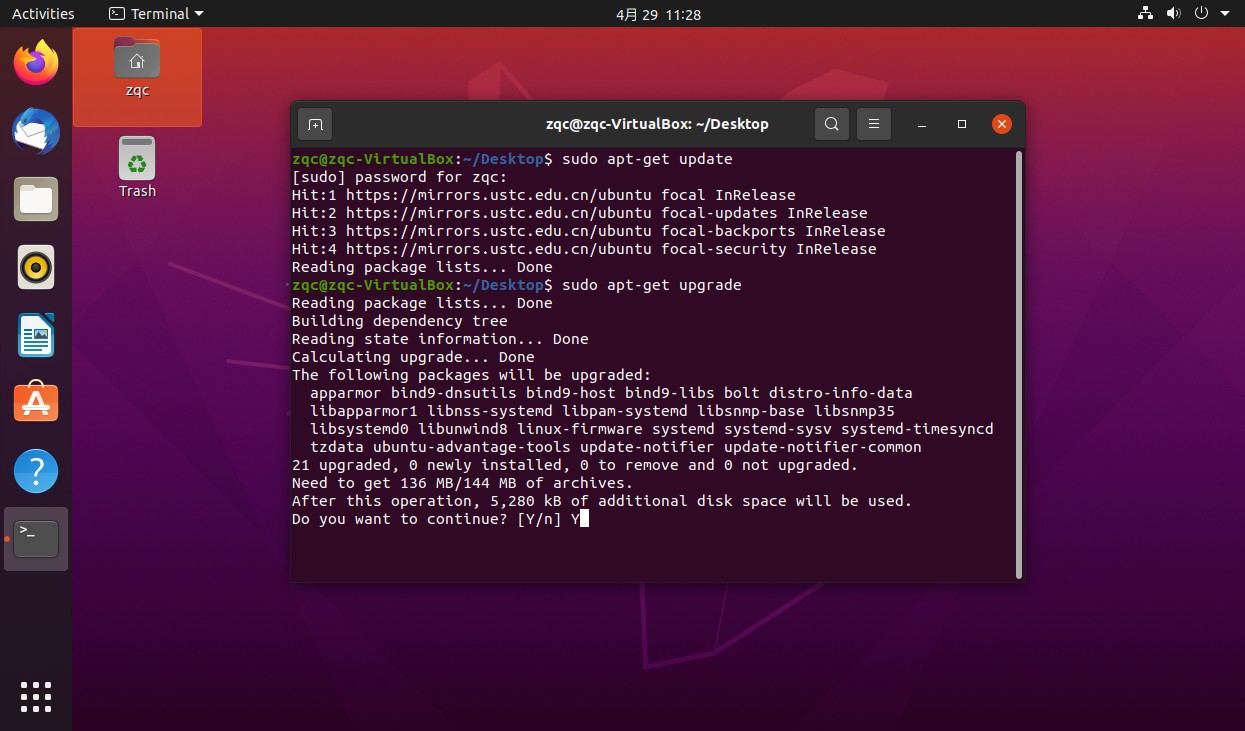 Activities
Terminal
4月 29 11:28
zqc
Trash
zqc@zqc-VirtualBox: ~/Desktop
zqc@zqc-VirtualBox:~/Desktop$ sudo apt-get update
[sudo] password for zqc:
Hit:1 https://mirrors.ustc.edu.cn/ubuntu focal InRelease
Hit:2 https://mirrors.ustc.edu.cn/ubuntu focal-updates InRelease
Hit:3 https://mirrors.ustc.edu.cn/ubuntu focal-backports InRelease
Hit:4 https://mirrors.ustc.edu.cn/ubuntu focal-security InRelease
Reading package lists... Done
zqc@zqc-VirtualBox:~/Desktop$ sudo apt-get upgrade
Reading package lists... Done
Building dependency tree
Reading state information... Done
Calculating upgrade... Done
The following packages will be upgraded:
apparmor bind9-dnsutils bind9-host bind9-libs bolt distro-info-data
libapparmor1 libnss-systemd libpam-systemd libsnmp-base libsnmp35
libsystemd0 libunwind8 linux-firmware systemd systemd-sysv systemd-timesyncd
tzdata ubuntu-advantage-tools update-notifier update-notifier-common
21 upgraded, 0 newly installed, 0 to remove and 0 not upgraded.
Need to get 136 MB/144 MB of archives.
After this operation, 5,280 kB of additional disk space will be used.
Do you want to continue? [Y/n] Y